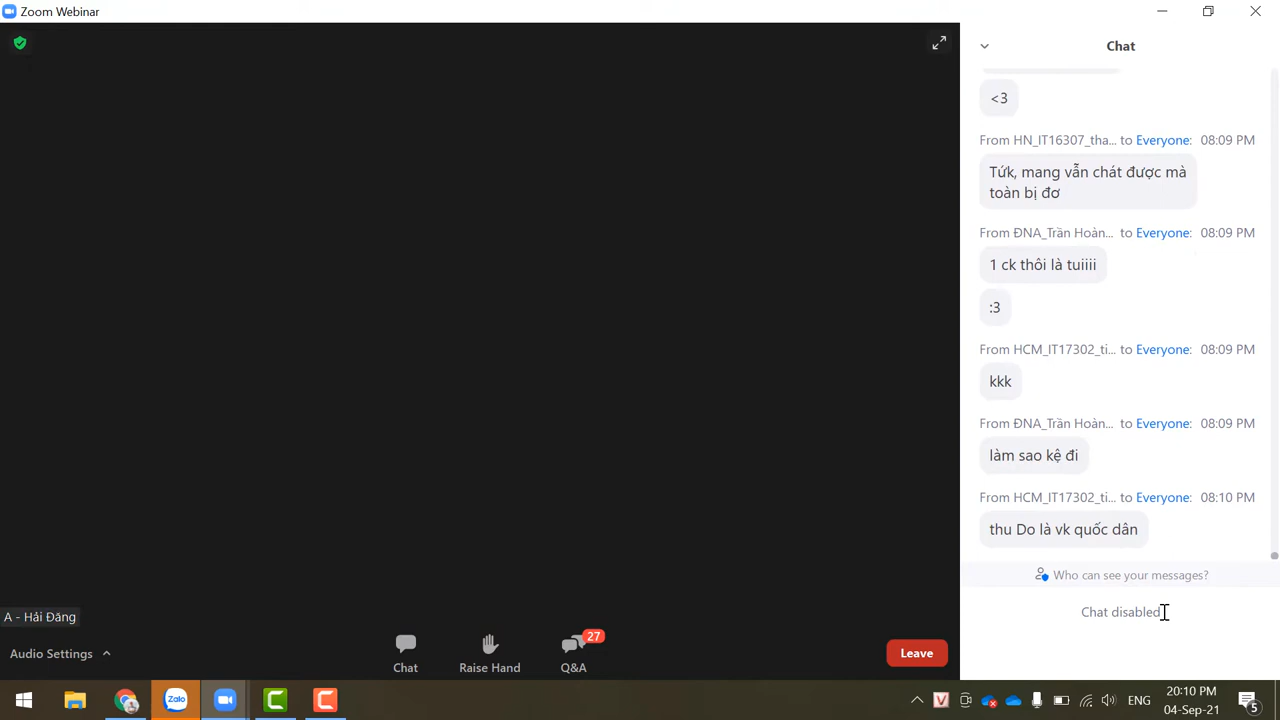 Zoom Webinar
Chat
<3
From HN_IT16307_tha... to Everyone: 08:09 PM
Tứk, mang vẫn chát được mà
toàn bị đơ
From ĐNA_Trần Hoàn... to Everyone: 08:09 PM
1 ck thôi là tuiiii
:3
From HCM_IT17302_ti... to Everyone: 08:09 PM
kkk
From ĐNA_Trần Hoàn... to Everyone: 08:09 PM
làm sao kệ đi
From HCM_IT17302_ti... to Everyone: 08:10 PM
thu Do là vk quốc dân
Who can see your messages?
Chat disabled
A - Hải Đăng
Audio Settings
Chat
Raise Hand
27
Q&A
Leave
Zalo
ENG
20:10 PM
04-Sep-21
5